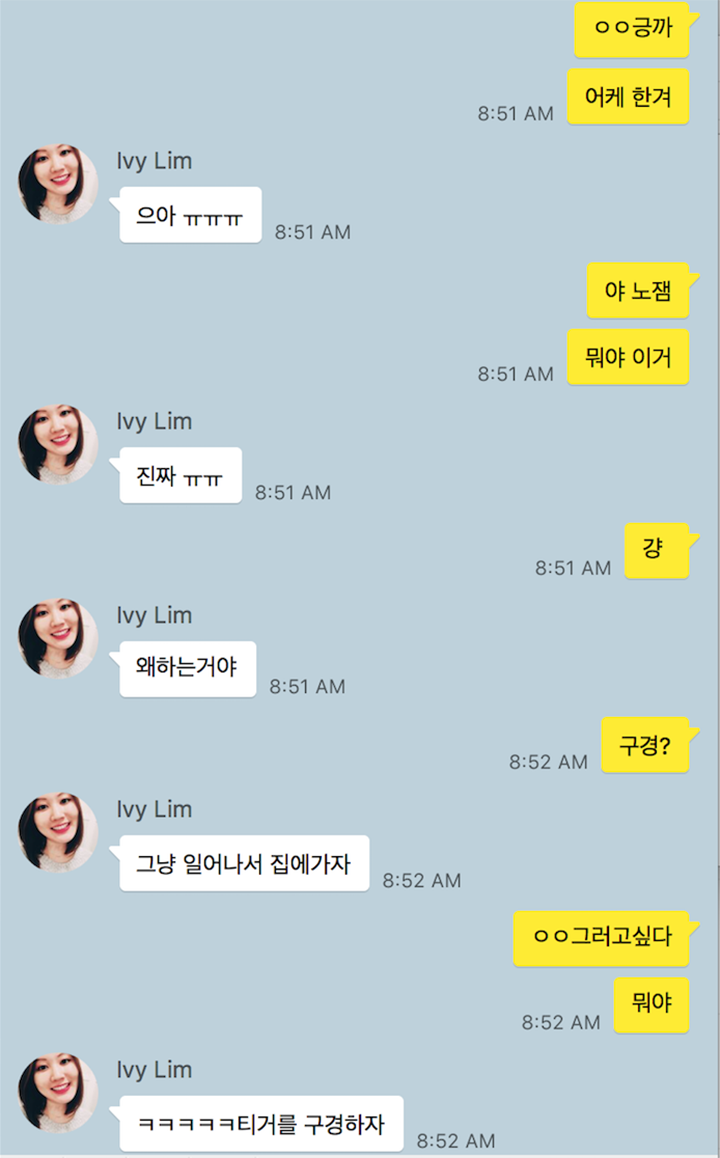 ㅇㅇ긍까
어케 한겨
8:51 AM
Ivy Lim
으아 ㅠㅠㅠ
8:51 AM
야 노잼
뭐야 이거
8:51 AM
Ivy Lim
진짜 ㅠㅠ
8:51 AM
걍
8:51 AM
Ivy Lim
왜하는거야
8:51 AM
구경?
8:52 AM
Ivy Lim
그냥 일어나서 집에가자
8:52 AM
ㅇㅇ그러고싶다
뭐야
8:52 AM
Ivy Lim
ㅋㅋㅋㅋㅋ티거를 구경하자
8:52 AM